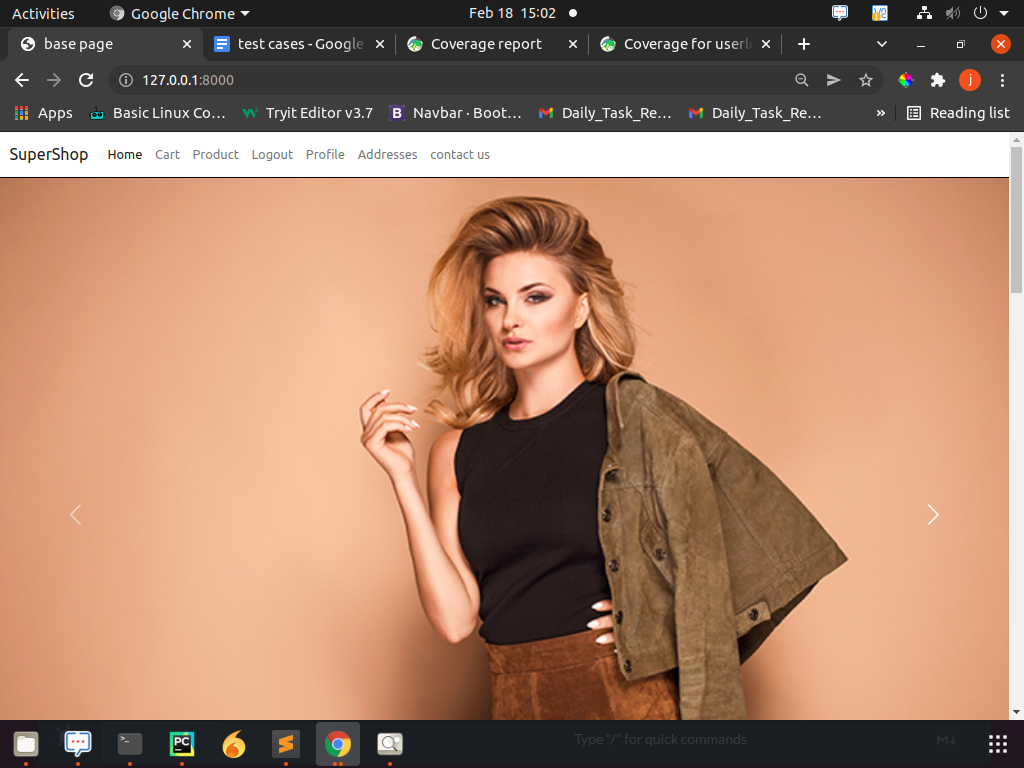 Activities Google Chrome Feb 18 15:02
base page test cases - Google Coverage report Coverage for userl
127.0.0.1:8000
Apps Basic Linux Co… Tryit Editor v3.7 Navbar · Boot… Daily_Task_Re… Daily_Task_Re… » Reading list
SuperShop Home Cart Product Logout Profile Addresses contact us
Type "/" for quick commands M↓